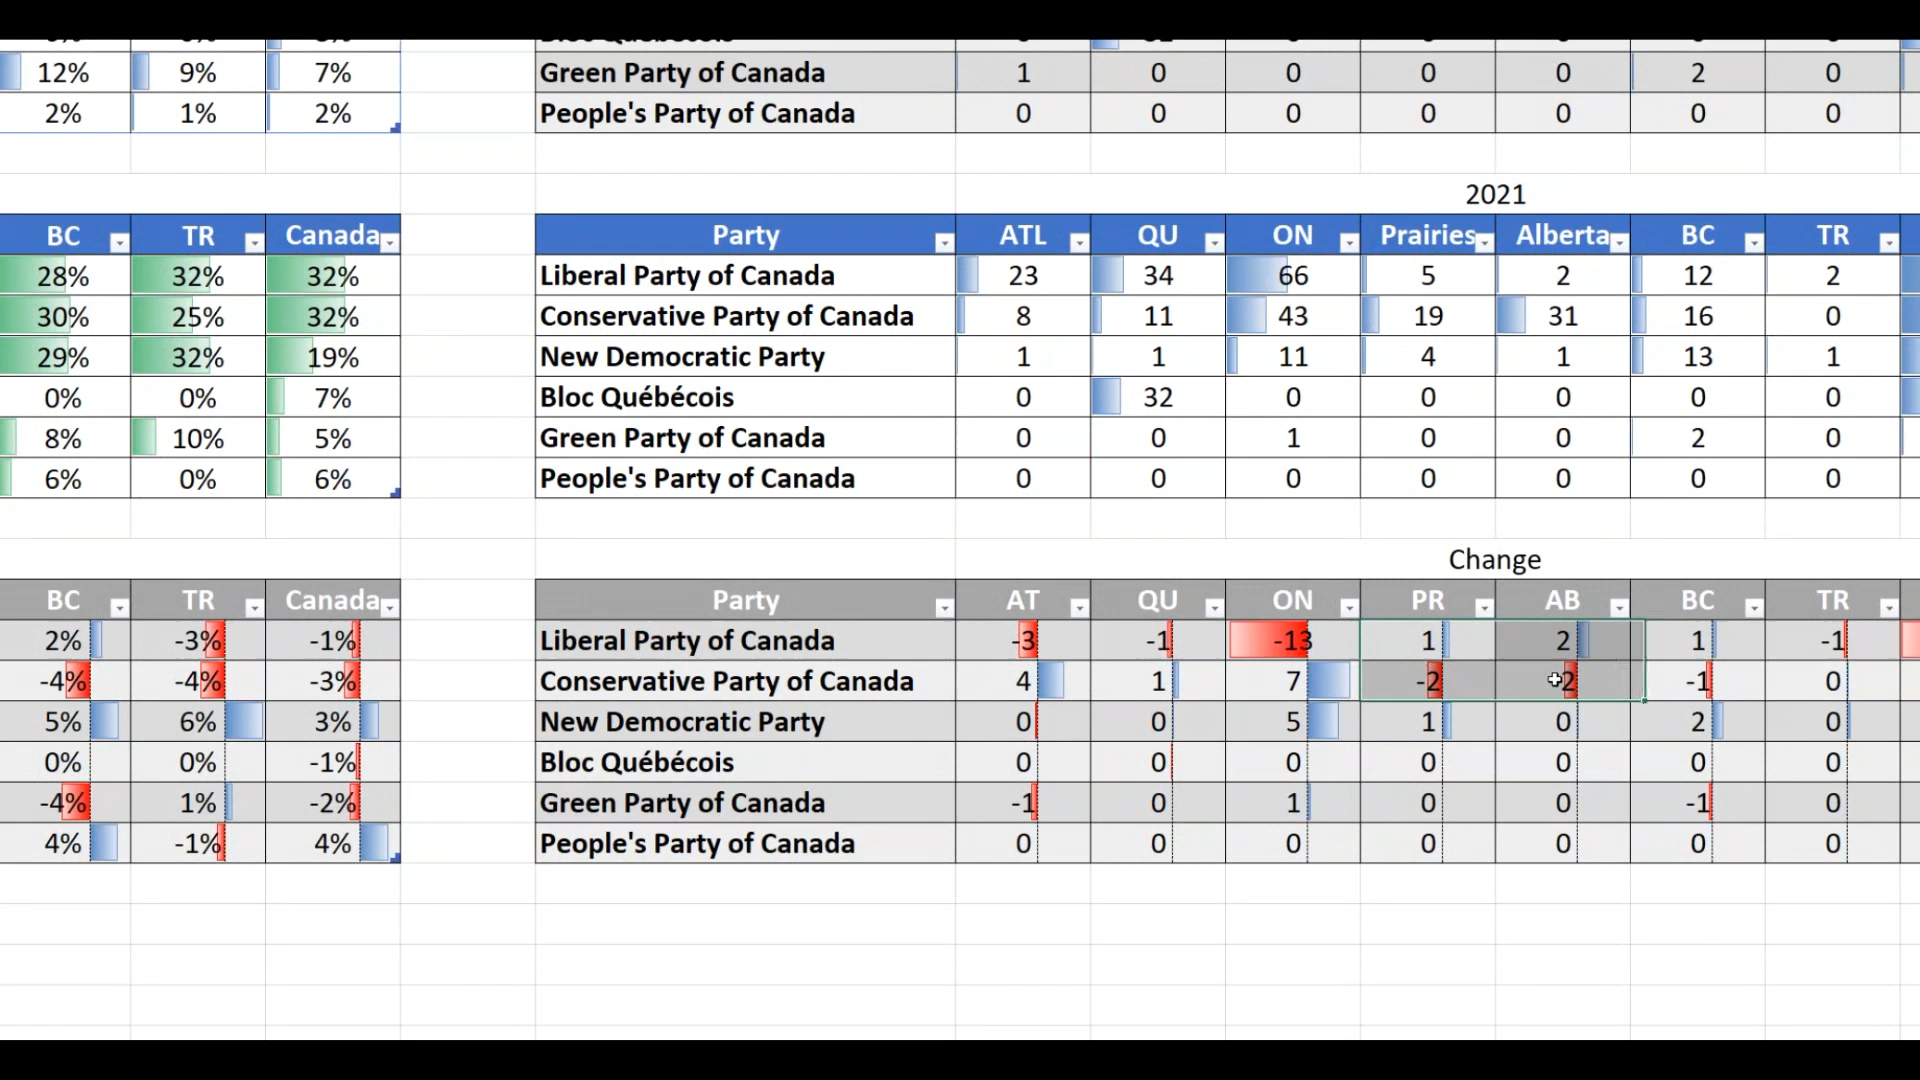 12% 9% 7% Green Party of Canada 1 0 0 0 0 2 0
2% 1% 2% People's Party of Canada 0 0 0 0 0 0 0
2021
BC TR Canada Party ATL QU ON Prairies Alberta BC TR
28% 32% 32% Liberal Party of Canada 23 34 66 5 2 12 2
30% 25% 32% Conservative Party of Canada 8 11 43 19 31 16 0
29% 32% 19% New Democratic Party 1 1 11 4 1 13 1
0% 0% 7% Bloc Québécois 0 32 0 0 0 0 0
8% 10% 5% Green Party of Canada 0 0 1 0 0 2 0
6% 0% 6% People's Party of Canada 0 0 0 0 0 0 0
Change
BC TR Canada Party AT QU ON PR AB BC TR
2% -3% -1% Liberal Party of Canada -3 -1 -13 1 2 1 -1
-4% -4% -3% Conservative Party of Canada 4 1 7 -2 -2 -1 0
5% 6% 3% New Democratic Party 0 0 5 1 0 2 0
0% 0% -1% Bloc Québécois 0 0 0 0 0 0 0
-4% 1% -2% Green Party of Canada -1 0 1 0 0 -1 0
4% -1% 4% People's Party of Canada 0 0 0 0 0 0 0